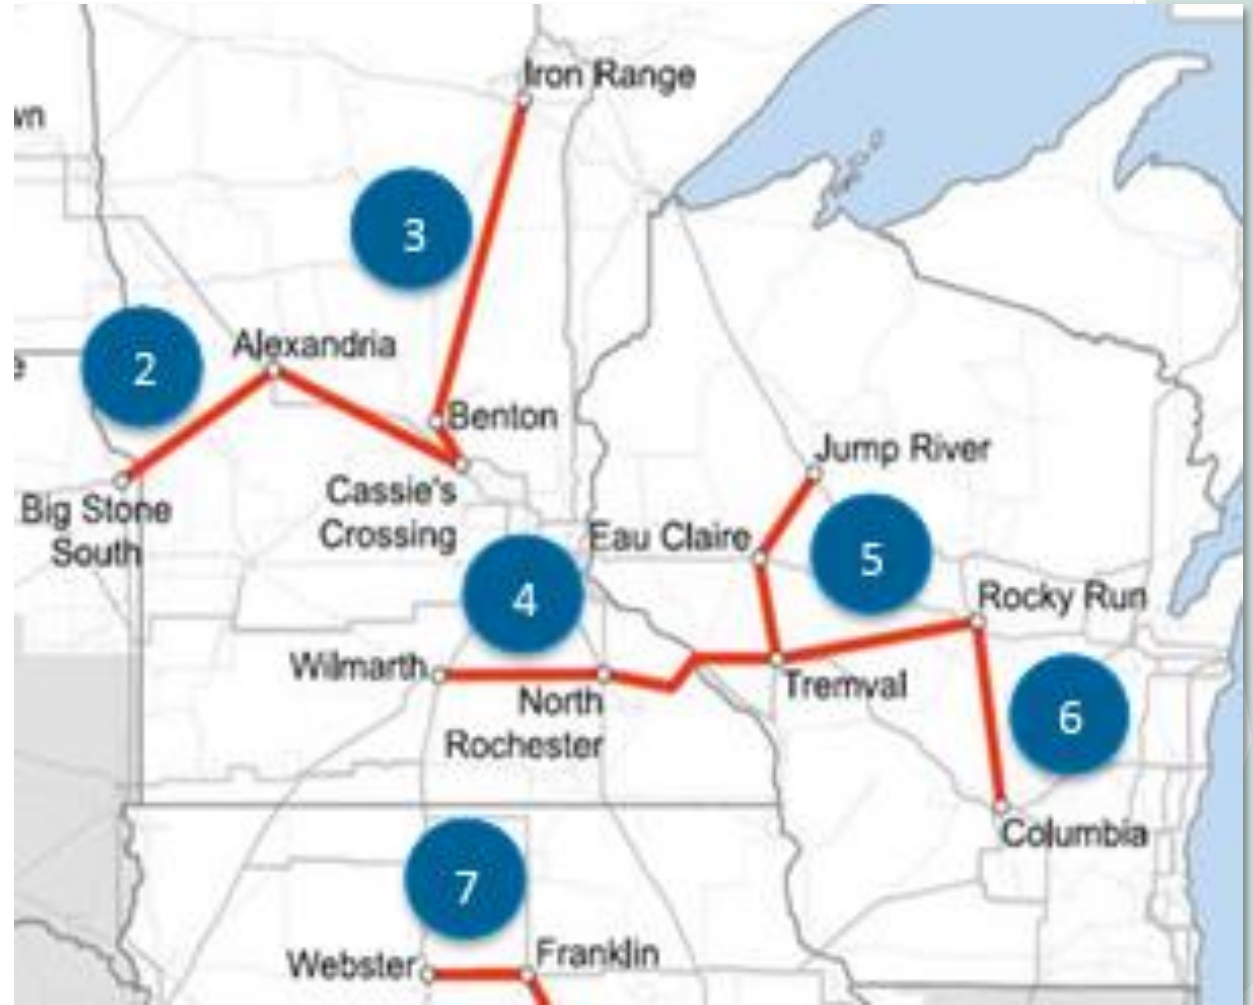 Iron Range
3
2
Alexandria
Benton
Jump River
Cassie's
Crossing
Big Stone
South
Eau Claire
5
4
Rocky Run
Wilmarth
North
Rochester
Tremval
6
Columbia
7
Webster
Franklin